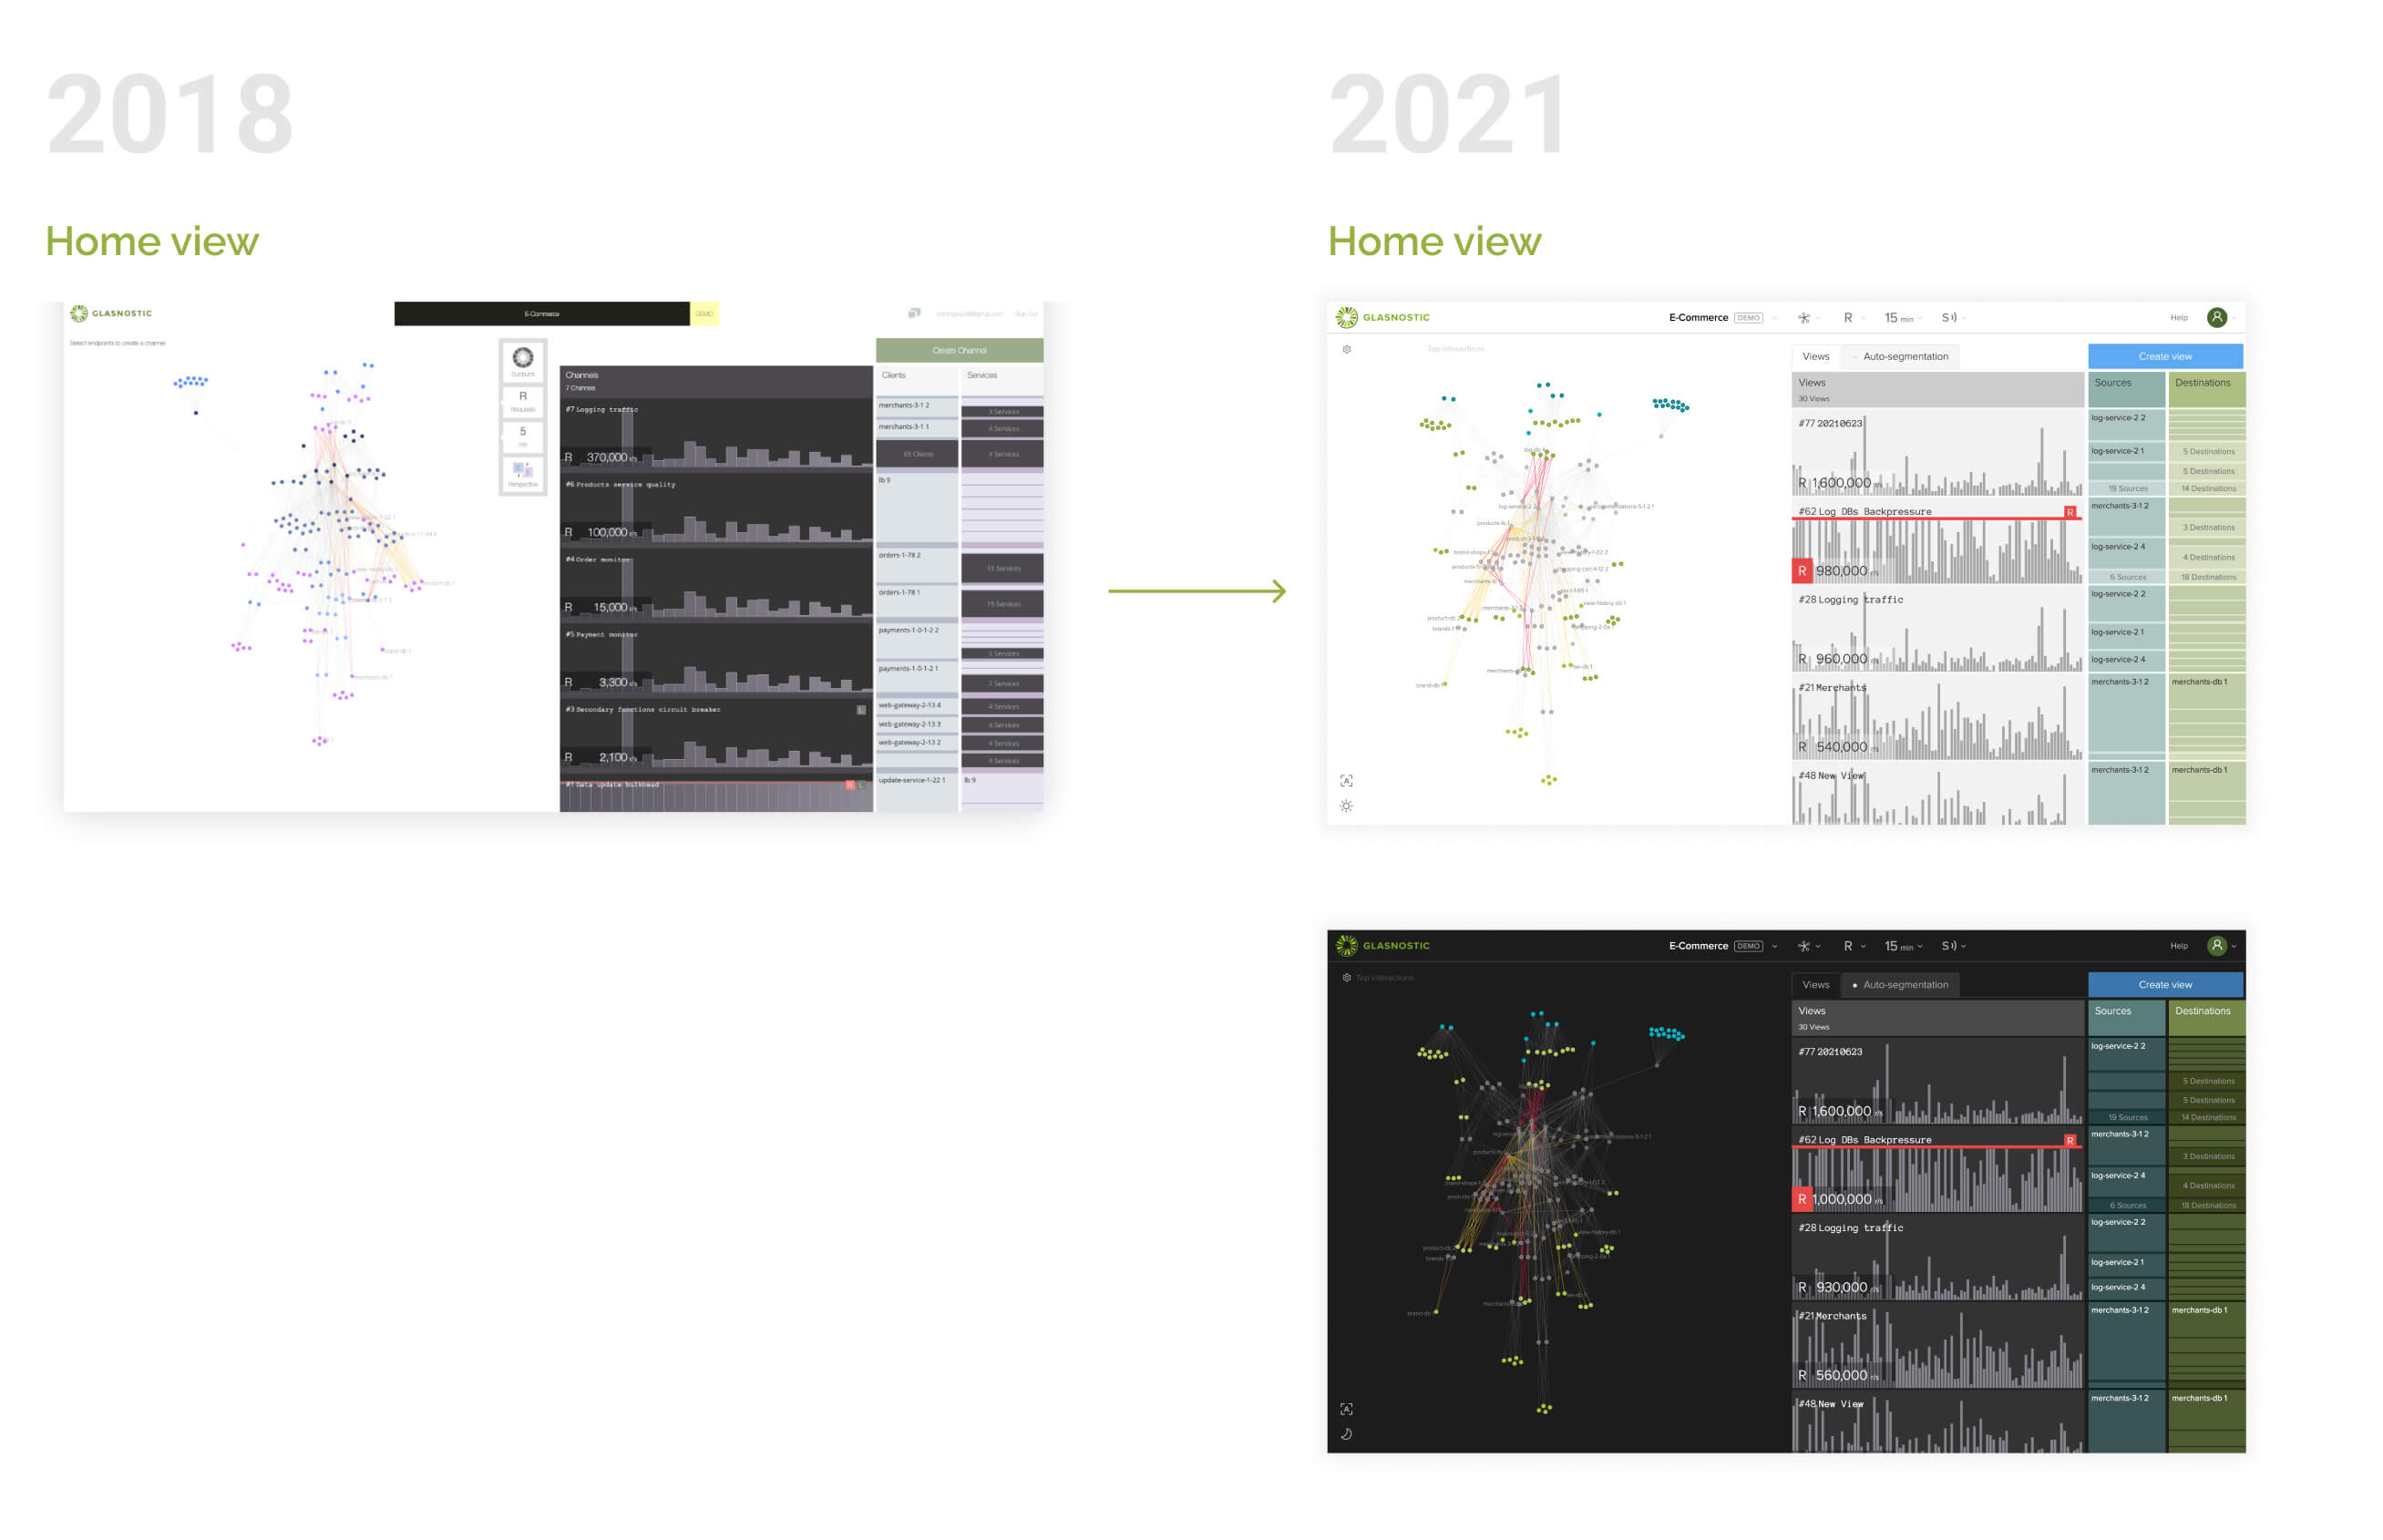 2018
Home view
GLASNOSTIC
E-Commerce
DEMO
Sign Out
Select endpoints to create a channel
Sunburst
R
Requests
5
min
Perspective
Create Channel
Channels
7 Channels
Clients
Services
#7 Logging traffic
R 370,000 r/s
merchants-3-1 2
3 Services
merchants-3-1 1
4 Services
65 Clients
4 Services
#6 Products service quality
R 100,000 r/s
lb 9
#4 Order monitor
R 15,000 r/s
orders-1-78 2
orders-1-78 1
#5 Payment monitor
R 3,300 r/s
payments-1-0-1-2 2
payments-1-0-1-2 1
#3 Secondary functions circuit breaker
L
R 2,100 r/s
web-gateway-2-13 4
4 Services
web-gateway-2-13 3
4 Services
web-gateway-2-13 2
4 Services
4 Services
#1 Data update bulkhead
R L
update-service-1-22 1
lb 9
2021
Home view
GLASNOSTIC
E-Commerce DEMO
R
15 min
S
Help
Top interactions
Views
Auto-segmentation
Create view
Views
30 Views
Sources
Destinations
#77 20210623
R 1,600,000 r/s
log-service-2 2
log-service-2 1
5 Destinations
5 Destinations
19 Sources
14 Destinations
#62 Log DBs Backpressure
R
R 980,000 r/s
merchants-3-1 2
3 Destinations
log-service-2 4
4 Destinations
6 Sources
18 Destinations
#28 Logging traffic
R 960,000 r/s
log-service-2 2
log-service-2 1
log-service-2 4
#21 Merchants
R 540,000 r/s
merchants-3-1 2
merchants-db 1
#48 New View
merchants-3-1 2
merchants-db 1
A
GLASNOSTIC
E-Commerce DEMO
R
15 min
S
Help
Top interactions
Views
Auto-segmentation
Create view
Views
30 Views
Sources
Destinations
#77 20210623
R 1,600,000 r/s
log-service-2 2
5 Destinations
5 Destinations
19 Sources
14 Destinations
#62 Log DBs Backpressure
R
R 1,000,000 r/s
merchants-3-1 2
3 Destinations
log-service-2 4
4 Destinations
6 Sources
18 Destinations
#28 Logging traffic
R 930,000 r/s
log-service-2 2
log-service-2 1
log-service-2 4
#21 Merchants
R 560,000 r/s
merchants-3-1 2
merchants-db 1
#48 New View
merchants-3-1 2
merchants-db 1
A